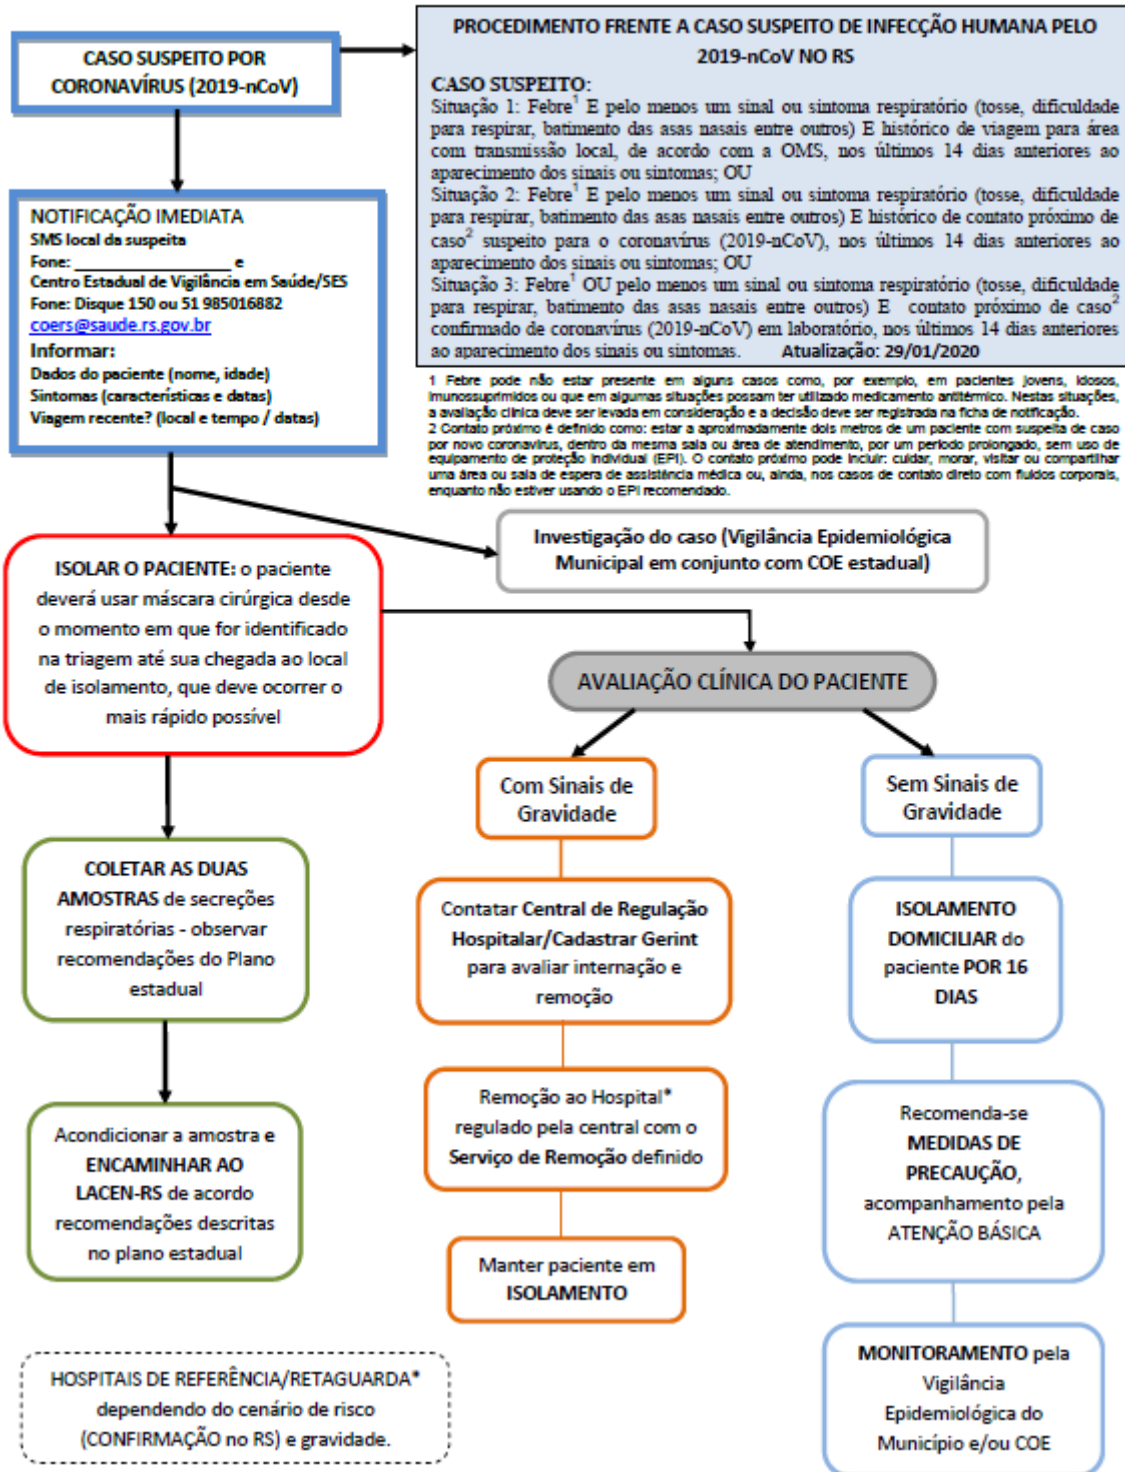 CASO SUSPEITO POR
CORONAVÍRUS (2019-nCoV)
PROCEDIMENTO FRENTE A CASO SUSPEITO DE INFECÇÃO HUMANA PELO
2019-nCoV NO RS
CASO SUSPEITO:
Situação 1: Febre¹ E pelo menos um sinal ou sintoma respiratório (tosse, dificuldade
para respirar, batimento das asas nasais entre outros) E histórico de viagem para área
com transmissão local, de acordo com a OMS, nos últimos 14 dias anteriores ao
aparecimento dos sinais ou sintomas; OU
Situação 2: Febre¹ E pelo menos um sinal ou sintoma respiratório (tosse, dificuldade
para respirar, batimento das asas nasais entre outros) E histórico de contato próximo de
caso² suspeito para o coronavírus (2019-nCoV), nos últimos 14 dias anteriores ao
aparecimento dos sinais ou sintomas; OU
Situação 3: Febre¹ OU pelo menos um sinal ou sintoma respiratório (tosse, dificuldade
para respirar, batimento das asas nasais entre outros) E contato próximo de caso²
confirmado de coronavírus (2019-nCoV) em laboratório, nos últimos 14 dias anteriores
ao aparecimento dos sinais ou sintomas. Atualização: 29/01/2020
1 Febre pode não estar presente em alguns casos como, por exemplo, em pacientes jovens, idosos,
imunossuprimidos ou que em algumas situações possam ter utilizado medicamento antitérmico. Nestas situações,
a avaliação clínica deve ser levada em consideração e a decisão deve ser registrada na ficha de notificação.
2 Contato próximo é definido como: estar a aproximadamente dois metros de um paciente com suspeita de caso
por novo coronavírus, dentro da mesma sala ou área de atendimento, por um período prolongado, sem uso de
equipamento de proteção individual (EPI). O contato próximo pode incluir: cuidar, morar, visitar ou compartilhar
uma área ou sala de espera de assistência médica ou, ainda, nos casos de contato direto com fluidos corporais,
enquanto não estiver usando o EPI recomendado.
NOTIFICAÇÃO IMEDIATA
SMS local da suspeita
Fone: __________________ e
Centro Estadual de Vigilância em Saúde/SES
Fone: Disque 150 ou 51 985016882
coers@saude.rs.gov.br
Informar:
Dados do paciente (nome, idade)
Sintomas (características e datas)
Viagem recente? (local e tempo / datas)
Investigação do caso (Vigilância Epidemiológica
Municipal em conjunto com COE estadual)
ISOLAR O PACIENTE: o paciente
deverá usar máscara cirúrgica desde
o momento em que for identificado
na triagem até sua chegada ao local
de isolamento, que deve ocorrer o
mais rápido possível
AVALIAÇÃO CLÍNICA DO PACIENTE
Com Sinais de
Gravidade
Sem Sinais de
Gravidade
COLETAR AS DUAS
AMOSTRAS de secreções
respiratórias - observar
recomendações do Plano
estadual
Contatar Central de Regulação
Hospitalar/Cadastrar Gerint
para avaliar internação e
remoção
ISOLAMENTO
DOMICILIAR do
paciente POR 16
DIAS
Acondicionar a amostra e
ENCAMINHAR AO
LACEN-RS de acordo
recomendações descritas
no plano estadual
Remoção ao Hospital*
regulado pela central com o
Serviço de Remoção definido
Recomenda-se
MEDIDAS DE
PRECAUÇÃO,
acompanhamento pela
ATENÇÃO BÁSICA
Manter paciente em
ISOLAMENTO
HOSPITAIS DE REFERÊNCIA/RETAGUARDA*
dependendo do cenário de risco
(CONFIRMAÇÃO no RS) e gravidade.
MONITORAMENTO pela
Vigilância
Epidemiológica do
Município e/ou COE